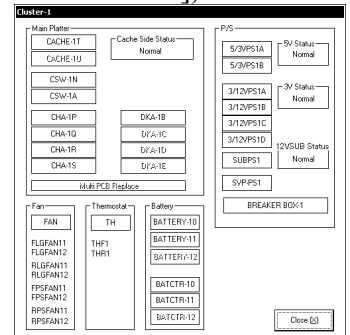 Cluster-1
Main Platter
CACHE-1T
CACHE-1U
CSW-1N
CSW-1A
CHA-1P
CHA-1Q
CHA-1R
CHA-1S
Cache Side Status
Normal
DKA-1B
DKA-1C
DKA-1D
DKA-1E
Multi PCB Replace
P/S
5/3VPS1A
5/3VPS1B
3/12VPS1A
3/12VPS1B
3/12VPS1C
3/12VPS1D
SUBPS1
SVP-PS1
5V Status
Normal
3V Status
Normal
12VSUB Status
Normal
BREAKER BOX-1
Fan
FAN
FLGFAN11
FLGFAN12
RLGFAN11
RLGFAN12
FPSFAN11
FPSFAN12
RPSFAN11
RPSFAN12
Thermostat
TH
THF1
THR1
Battery
BATTERY-10
BATTERY-11
BATTERY-12
BATCTR-10
BATCTR-11
BATCTR-12
Close [X]